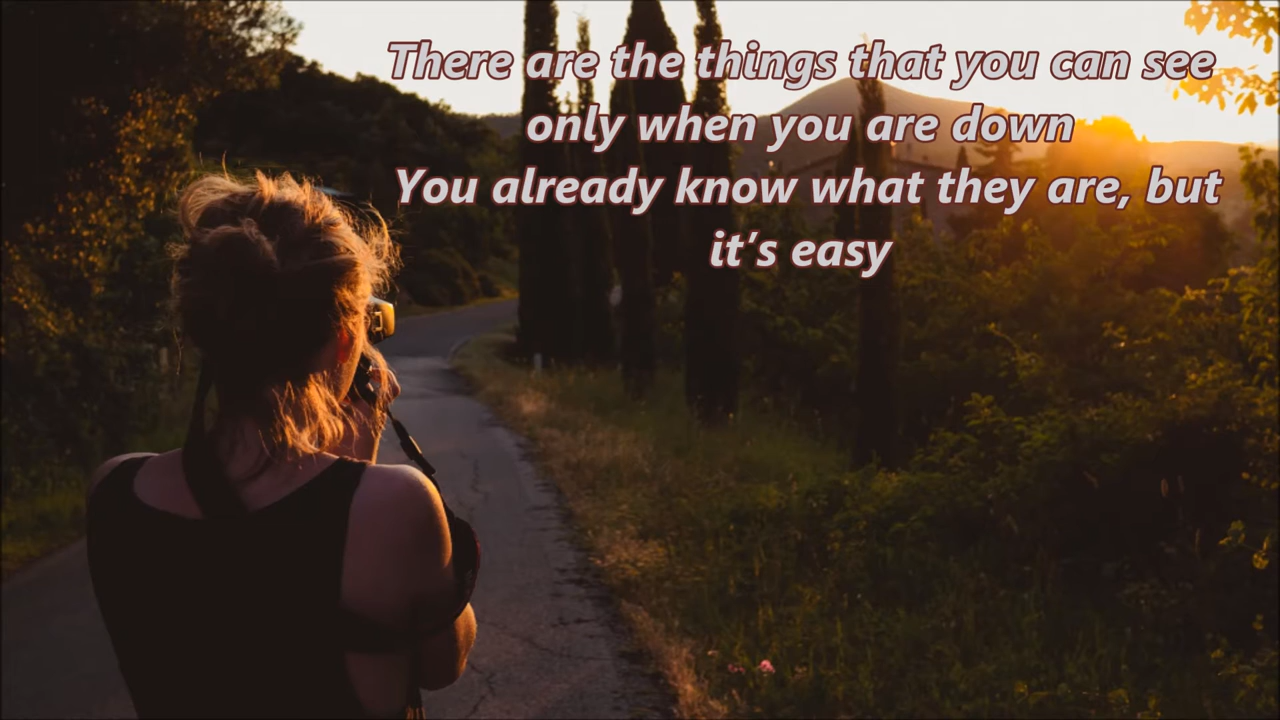 There are the things that you can see
only when you are down
You already know what they are, but
it's easy